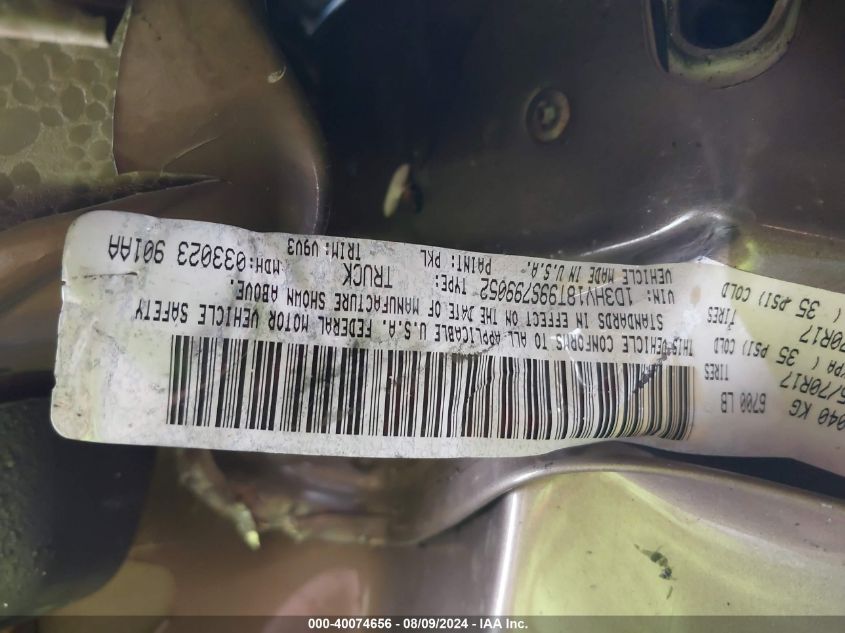 040 KG 6700 LB
5/70R17 TIRES
KPA ( 35 PSI) COLD
70R17 TIRES
( 35 PSI) COLD
THIS VEHICLE CONFORMS TO ALL APPLICABLE U.S.A. FEDERAL MOTOR VEHICLE SAFETY
STANDARDS IN EFFECT ON THE DATE OF MANUFACTURE SHOWN ABOVE.
VIN: 1D3HV18T99S799052 TYPE: TRUCK MDH:033023 901AA
VEHICLE MADE IN U.S.A. PAINT: PKL TRIM: V9V3
000-40074656 - 08/09/2024 - IAA Inc.